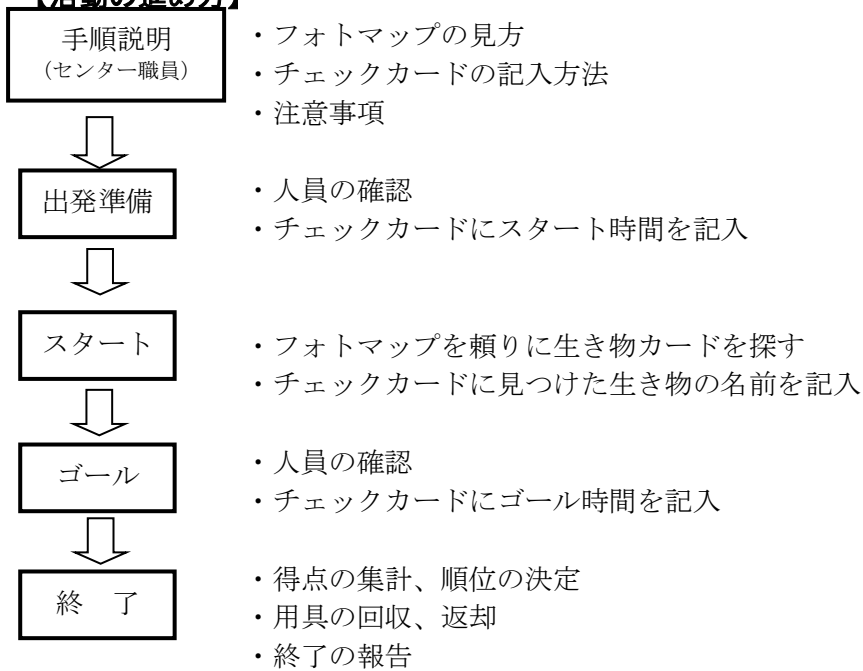 【活動の進め方】
手順説明
（センター職員）
・フォトマップの見方
・チェックカードの記入方法
・注意事項
出発準備
・人員の確認
・チェックカードにスタート時間を記入
スタート
・フォトマップを頼りに生き物カードを探す
・チェックカードに見つけた生き物の名前を記入
ゴール
・人員の確認
・チェックカードにゴール時間を記入
終　了
・得点の集計、順位の決定
・用具の回収、返却
・終了の報告